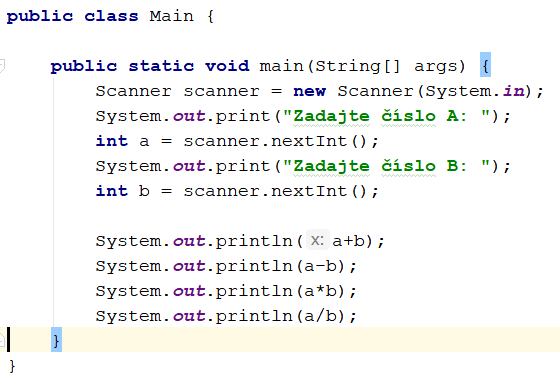 public class Main {
public static void main(String[] args) {
Scanner scanner = new Scanner(System.in);
System.out.print("Zadajte číslo A: ");
int a = scanner.nextInt();
System.out.print("Zadajte číslo B: ");
int b = scanner.nextInt();
System.out.println( x: a+b);
System.out.println(a-b);
System.out.println(a*b);
System.out.println(a/b);
}
}